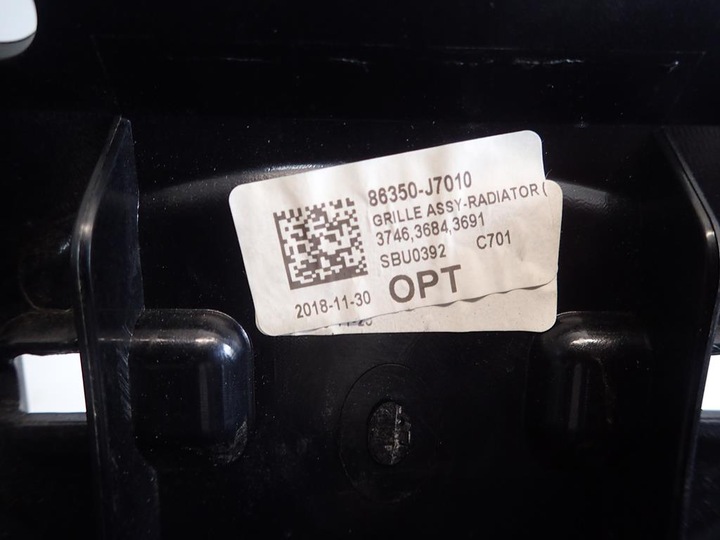 86350-J7010
GRILLE ASSY-RADIATOR (
3746,3684,3691
SBU0392 C701
2018-11-30 OPT